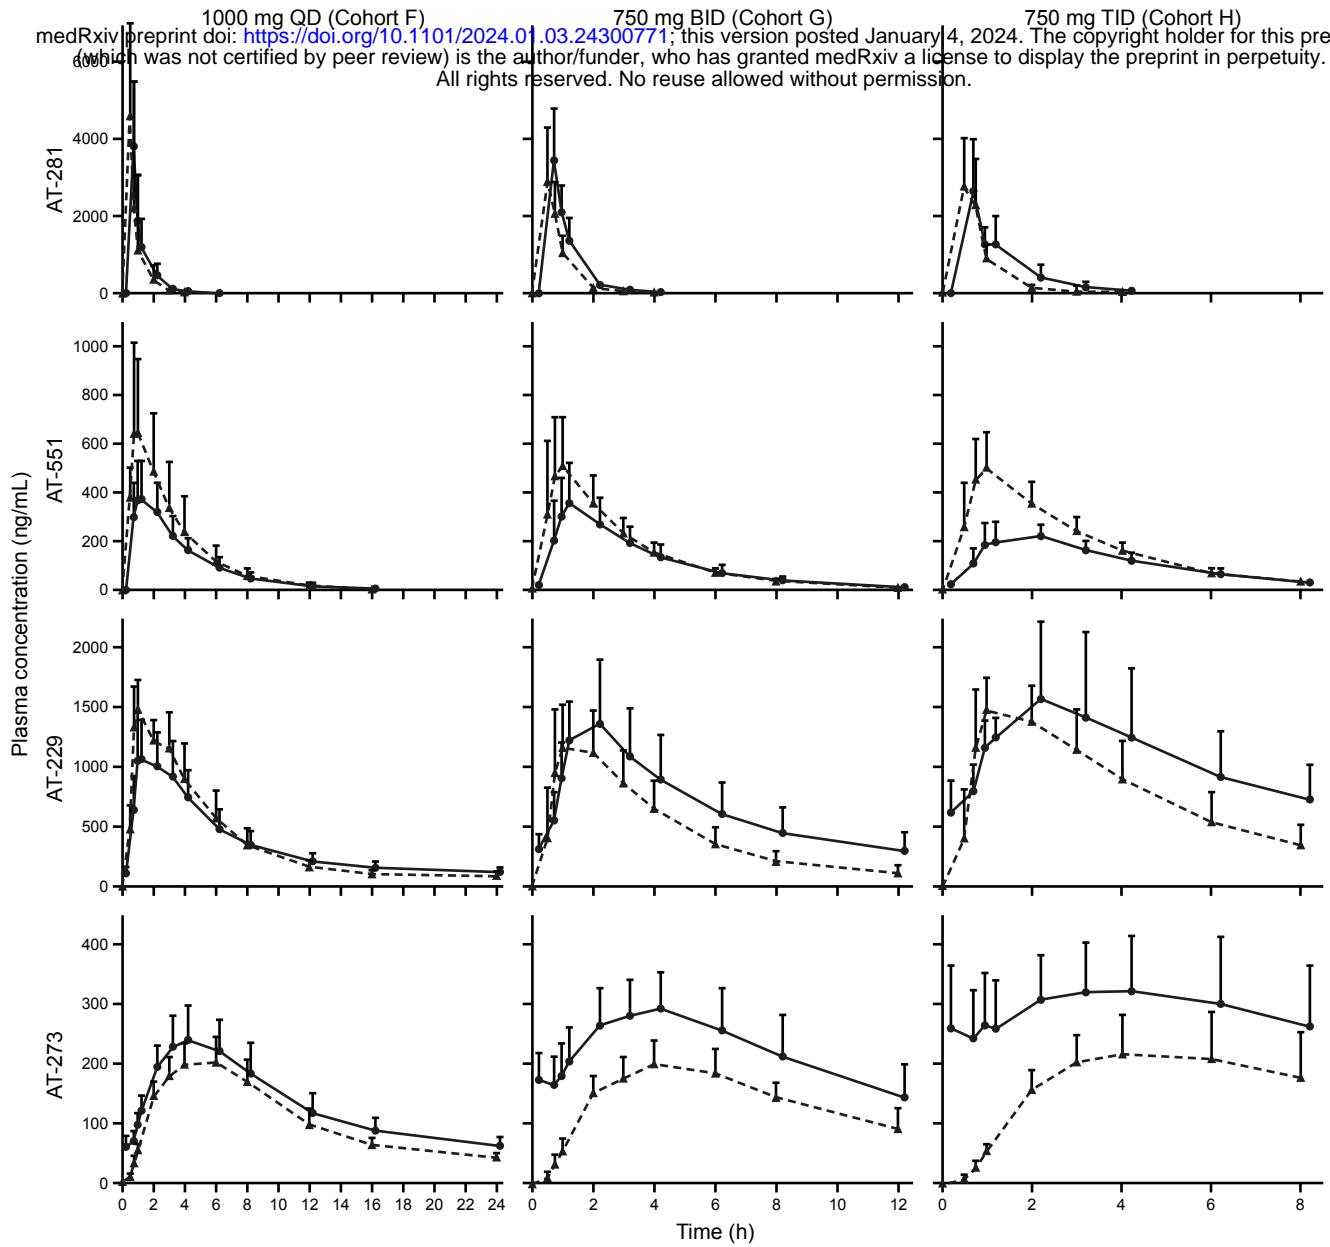 1000 mg QD (Cohort F) 750 mg BID (Cohort G) 750 mg TID (Cohort H)
medRxiv preprint doi: https://doi.org/10.1101/2024.01.03.24300771; this version posted January 4, 2024. The copyright holder for this pre
(which was not certified by peer review) is the author/funder, who has granted medRxiv a license to display the preprint in perpetuity.
All rights reserved. No reuse allowed without permission.
Plasma concentration (ng/mL)
AT-281
6000
4000
2000
0
AT-551
1000
800
600
400
200
0
AT-229
2000
1500
1000
500
0
AT-273
400
300
200
100
0
0 2 4 6 8 10 12 14 16 18 20 22 24
0 2 4 6 8 10 12
0 2 4 6 8
Time (h)